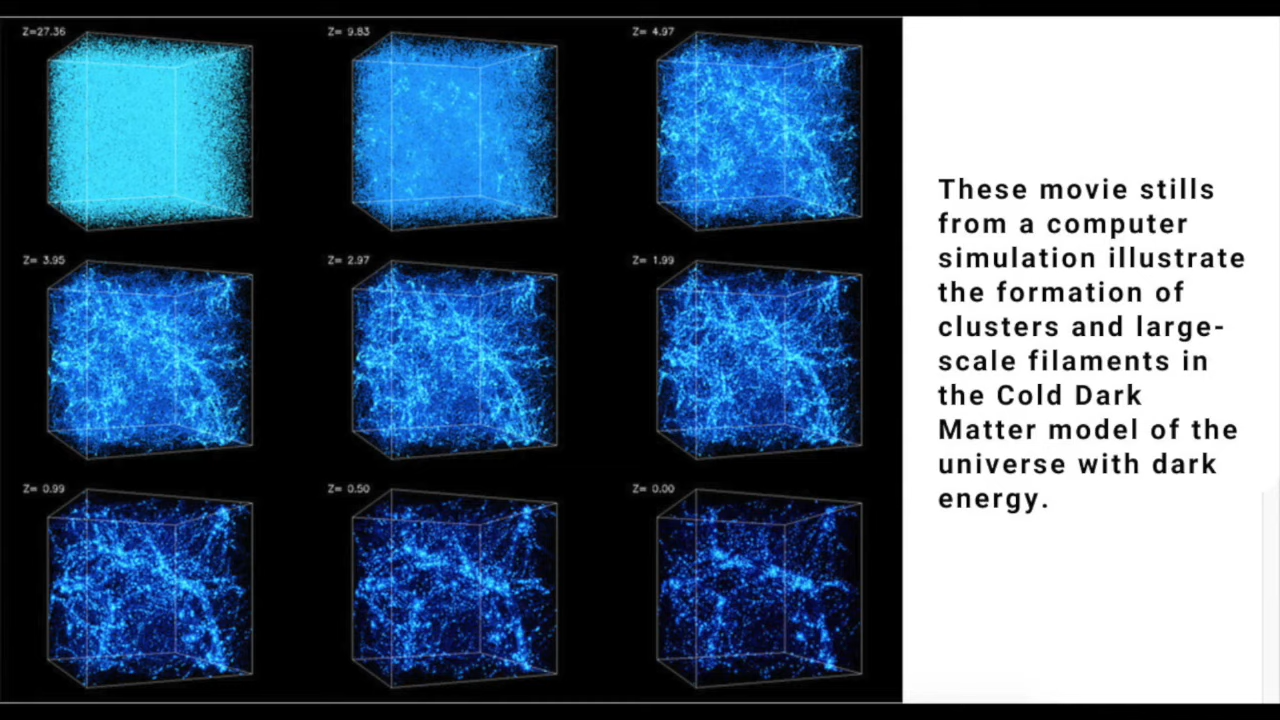 Z=27.36
Z= 9.83
Z= 4.97
Z= 3.95
Z= 2.97
Z= 1.99
Z= 0.99
Z= 0.50
Z= 0.00
These movie stills
from a computer
simulation illustrate
the formation of
clusters and large-
scale filaments in
the Cold Dark
Matter model of the
universe with dark
energy.